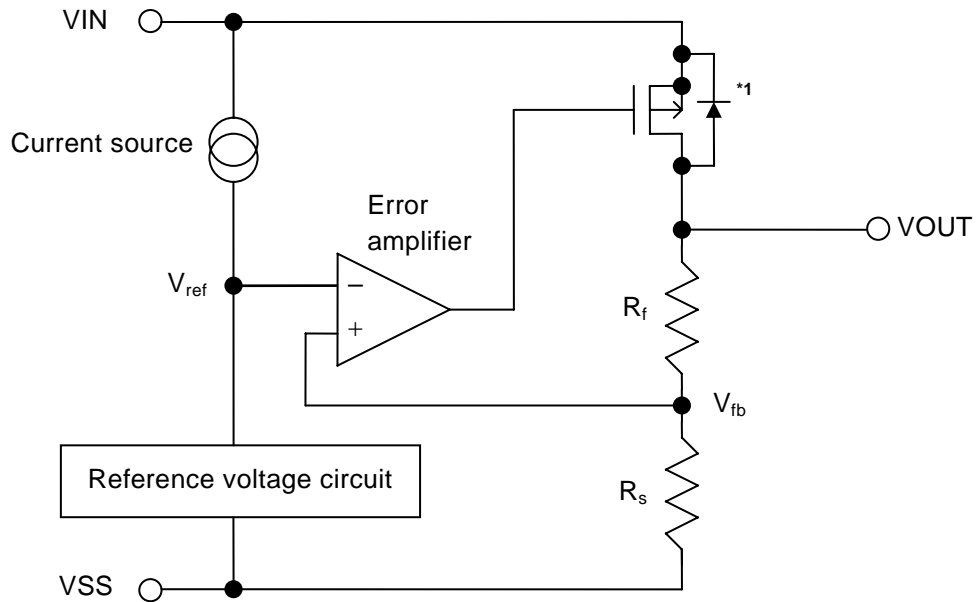 VIN
*1
Current source
Error
amplifier
VOUT
Vref
−
+
Rf
Vfb
Reference voltage circuit
Rs
VSS